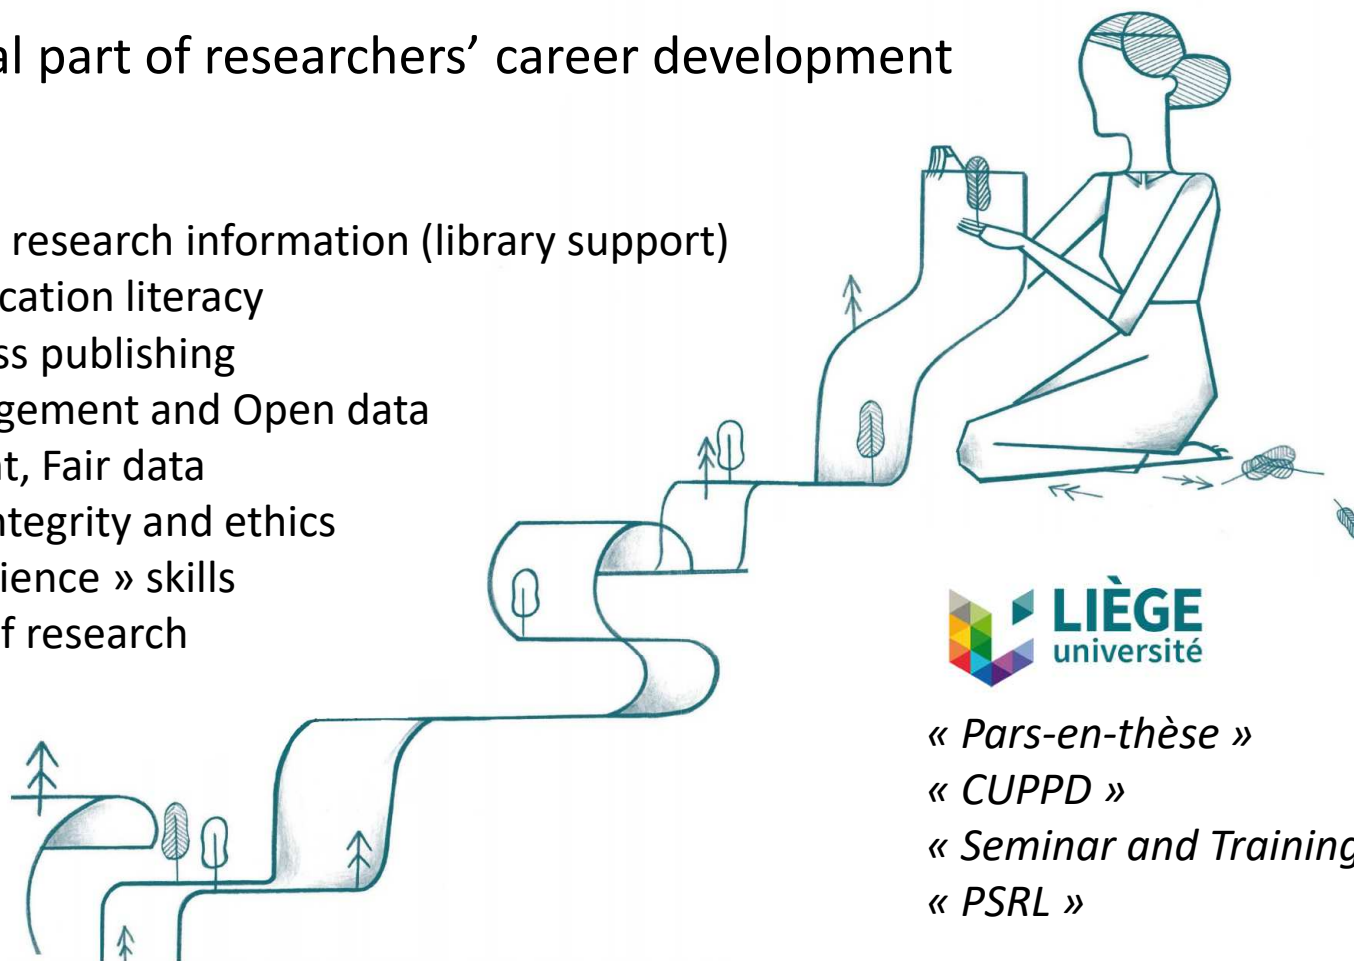 al part of researchers’ career development
research information (library support)
cation literacy
ss publishing
gement and Open data
t, Fair data
ntegrity and ethics
ience » skills
f research
LIÈGE
université
« Pars-en-thèse »
« CUPPD »
« Seminar and Training
« PSRL »